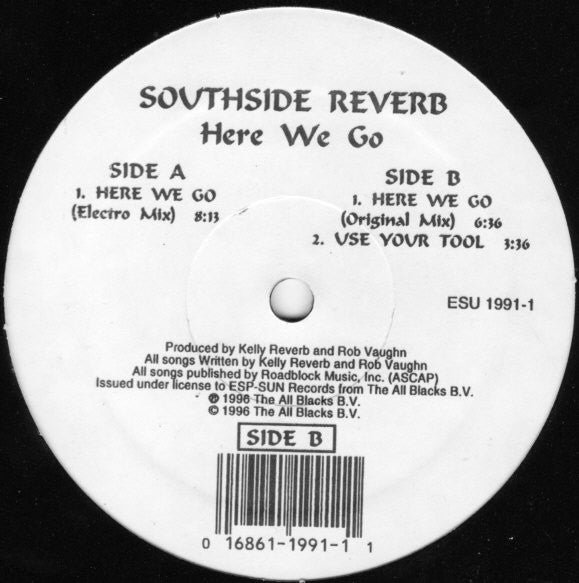 SOUTHSIDE REVERB
Here We Go
SIDE A
1. HERE WE GO
(Electro Mix) 8:13
SIDE B
1. HERE WE GO
(Original Mix) 6:36
2. USE YOUR TOOL 3:36
ESU 1991-1
Produced by Kelly Reverb and Rob Vaughn
All songs Written by Kelly Reverb and Rob Vaughn
All songs published by Roadblock Music, Inc. (ASCAP)
Issued under license to ESP-SUN Records from The All Blacks B.V.
℗ 1996 The All Blacks B.V.
© 1996 The All Blacks B.V.
SIDE B
0 16861-1991-1 1